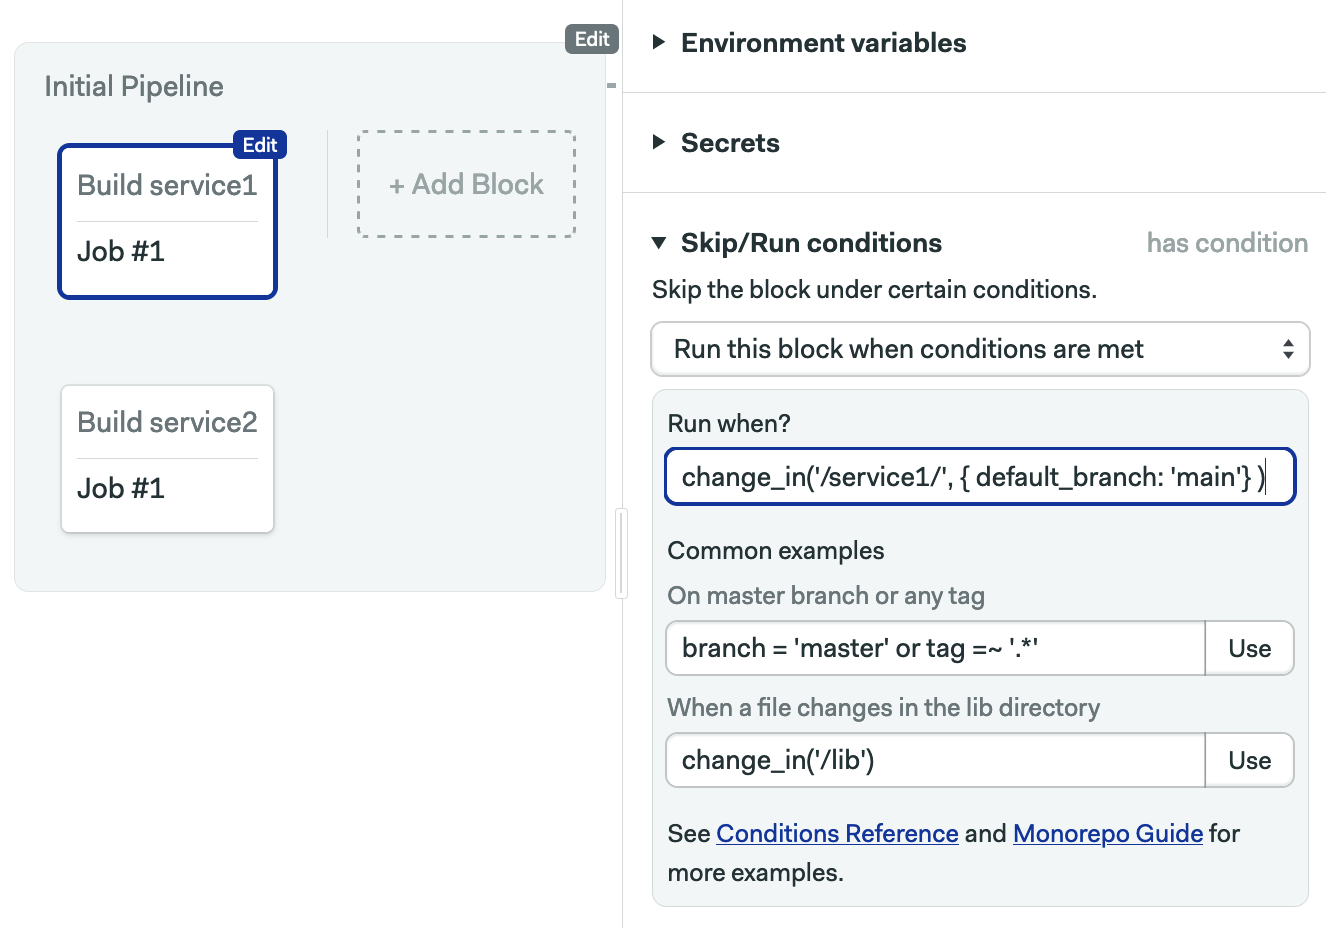 Edit
Initial Pipeline
Edit
Build service1
Job #1
+ Add Block
Build service2
Job #1
Environment variables
Secrets
Skip/Run conditions
has condition
Skip the block under certain conditions.
Run this block when conditions are met
Run when?
change_in('/service1/', { default_branch: 'main'} )
Common examples
On master branch or any tag
branch = 'master' or tag =~ '.*'
Use
When a file changes in the lib directory
change_in('/lib')
Use
See Conditions Reference and Monorepo Guide for
more examples.